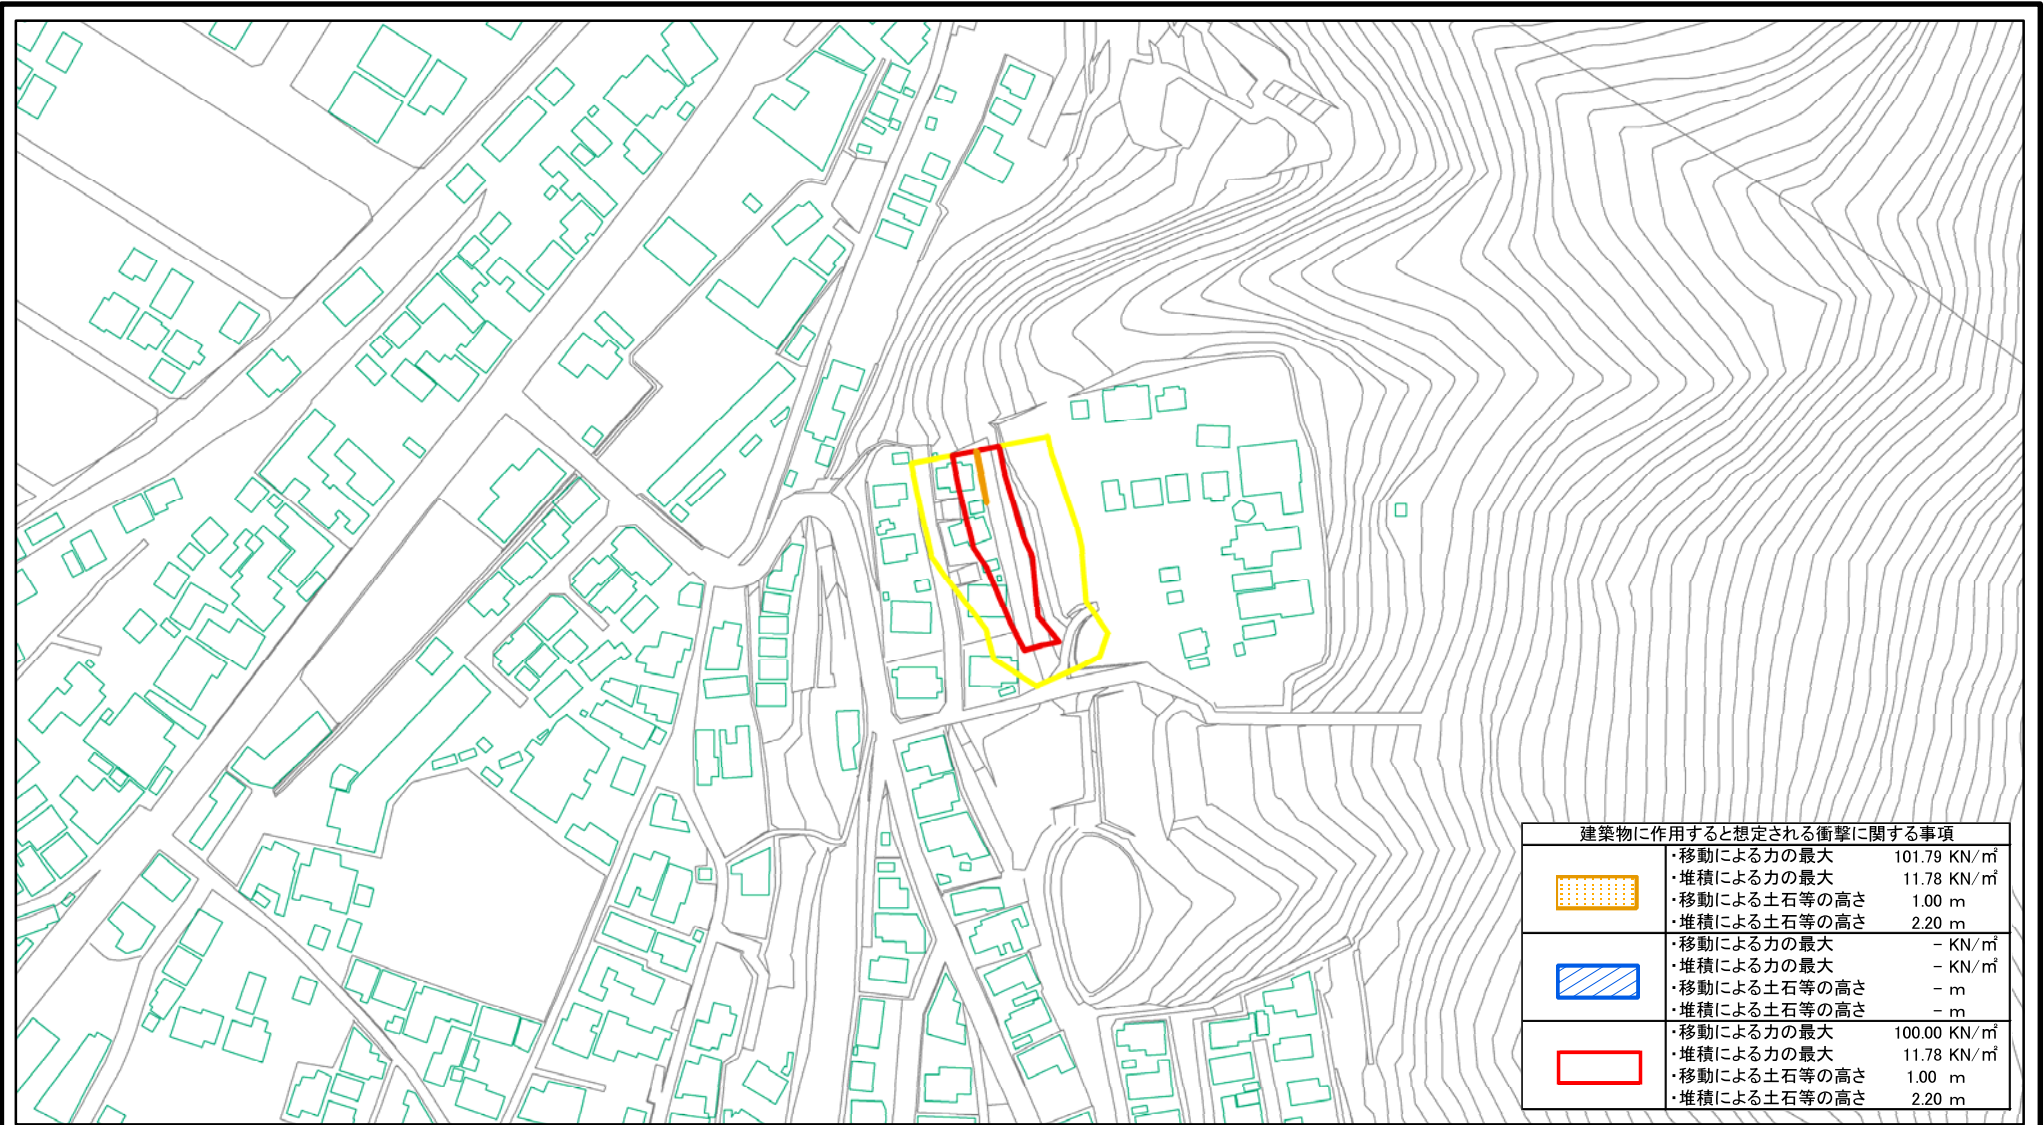 建築物に作用すると想定される衝撃に関する事項
・移動による力の最大 101.79 KN/㎡
・堆積による力の最大 11.78 KN/㎡
・移動による土石等の高さ 1.00 m
・堆積による土石等の高さ 2.20 m
・移動による力の最大 - KN/㎡
・堆積による力の最大 - KN/㎡
・移動による土石等の高さ - m
・堆積による土石等の高さ - m
・移動による力の最大 100.00 KN/㎡
・堆積による力の最大 11.78 KN/㎡
・移動による土石等の高さ 1.00 m
・堆積による土石等の高さ 2.20 m